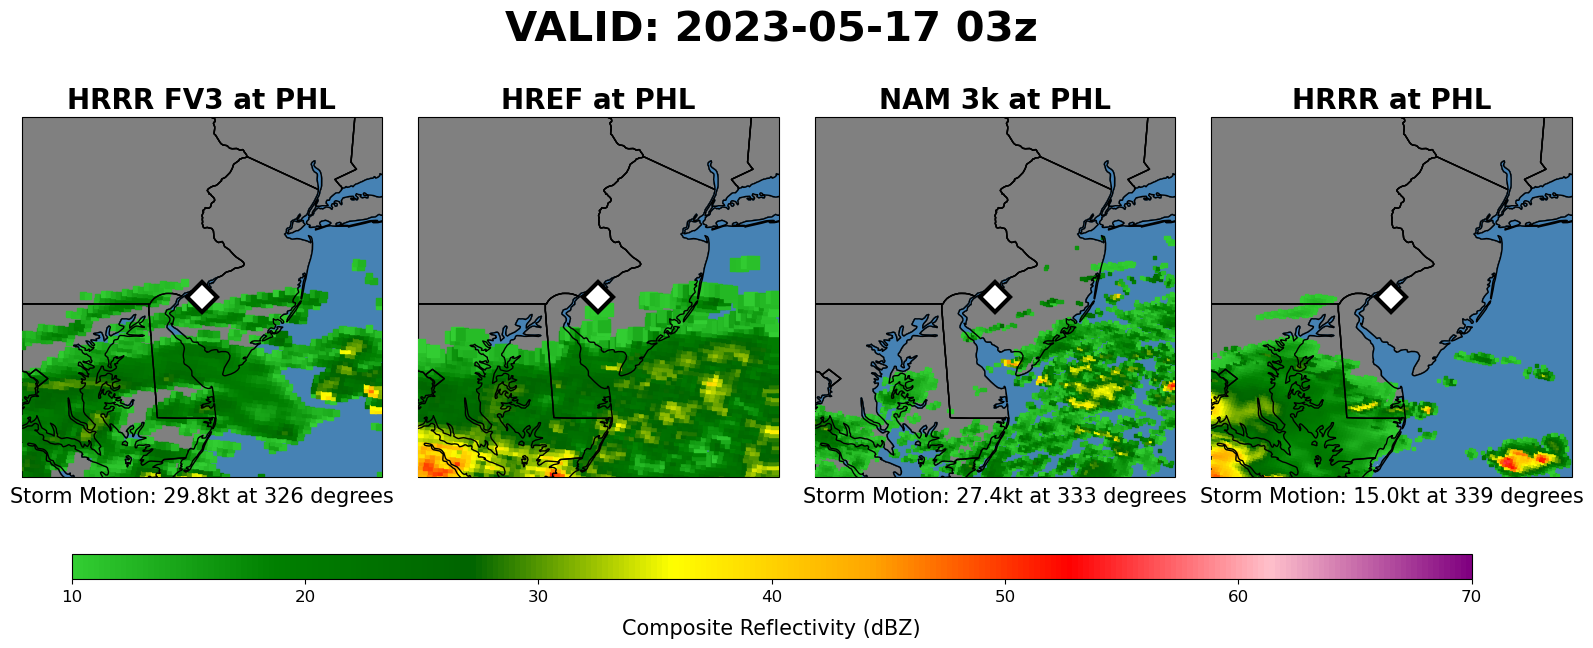 VALID: 2023-05-17 03z
HRRR FV3 at PHL
HREF at PHL
NAM 3k at PHL
HRRR at PHL
Storm Motion: 29.8kt at 326 degrees
Storm Motion: 27.4kt at 333 degrees
Storm Motion: 15.0kt at 339 degrees
10 20 30 40 50 60 70
Composite Reflectivity (dBZ)